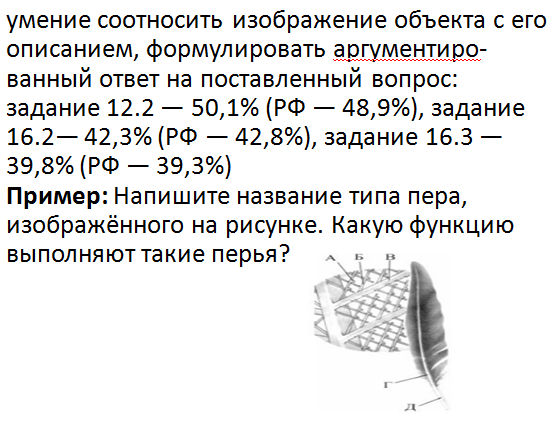 умение соотносить изображение объекта с его
описанием, формулировать аргументиро-
ванный ответ на поставленный вопрос:
задание 12.2 — 50,1% (РФ — 48,9%), задание
16.2— 42,3% (РФ — 42,8%), задание 16.3 —
39,8% (РФ — 39,3%)
Пример: Напишите название типа пера,
изображённого на рисунке. Какую функцию
выполняют такие перья?
А Б В
Г
Д